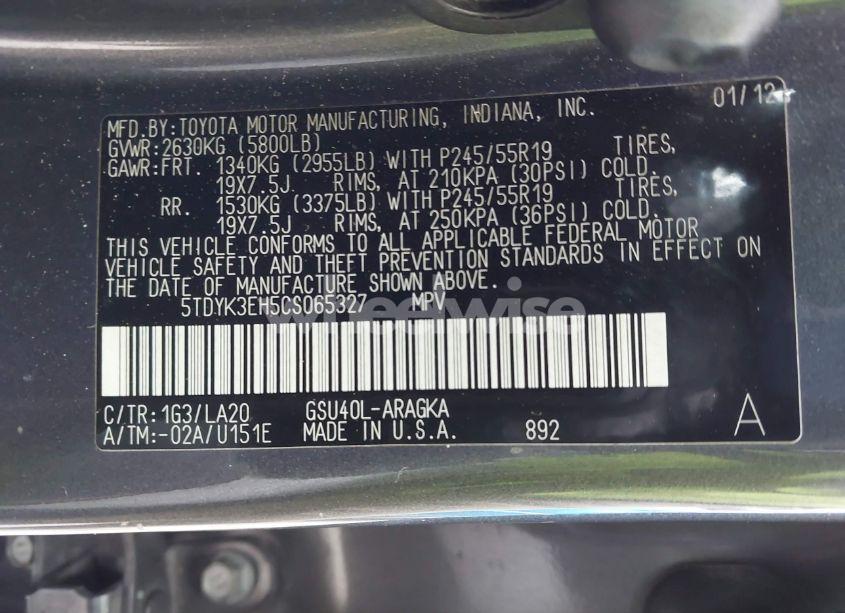 01/12
MFD.BY:TOYOTA MOTOR MANUFACTURING, INDIANA, INC.
GVWR:2630KG (5800LB)
GAWR:FRT. 1340KG (2955LB) WITH P245/55R19 TIRES,
19X7.5J RIMS, AT 210KPA (30PSI) COLD.
RR. 1530KG (3375LB) WITH P245/55R19 TIRES,
19X7.5J RIMS, AT 250KPA (36PSI) COLD.
THIS VEHICLE CONFORMS TO ALL APPLICABLE FEDERAL MOTOR
VEHICLE SAFETY AND THEFT PREVENTION STANDARDS IN EFFECT ON
THE DATE OF MANUFACTURE SHOWN ABOVE.
5TDYK3EH5CS065327 MPV
wheelwise
C/TR:1G3/LA20 GSU40L-ARAGKA
A/TM:-02A/U151E MADE IN U.S.A. 892 A